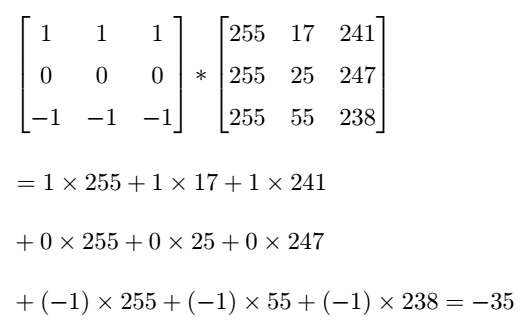 [1 1 1] * [255 17 241]
[0 0 0] [255 25 247]
[−1 −1 −1] [255 55 238]
= 1 × 255 + 1 × 17 + 1 × 241
+ 0 × 255 + 0 × 25 + 0 × 247
+ (−1) × 255 + (−1) × 55 + (−1) × 238 = −35